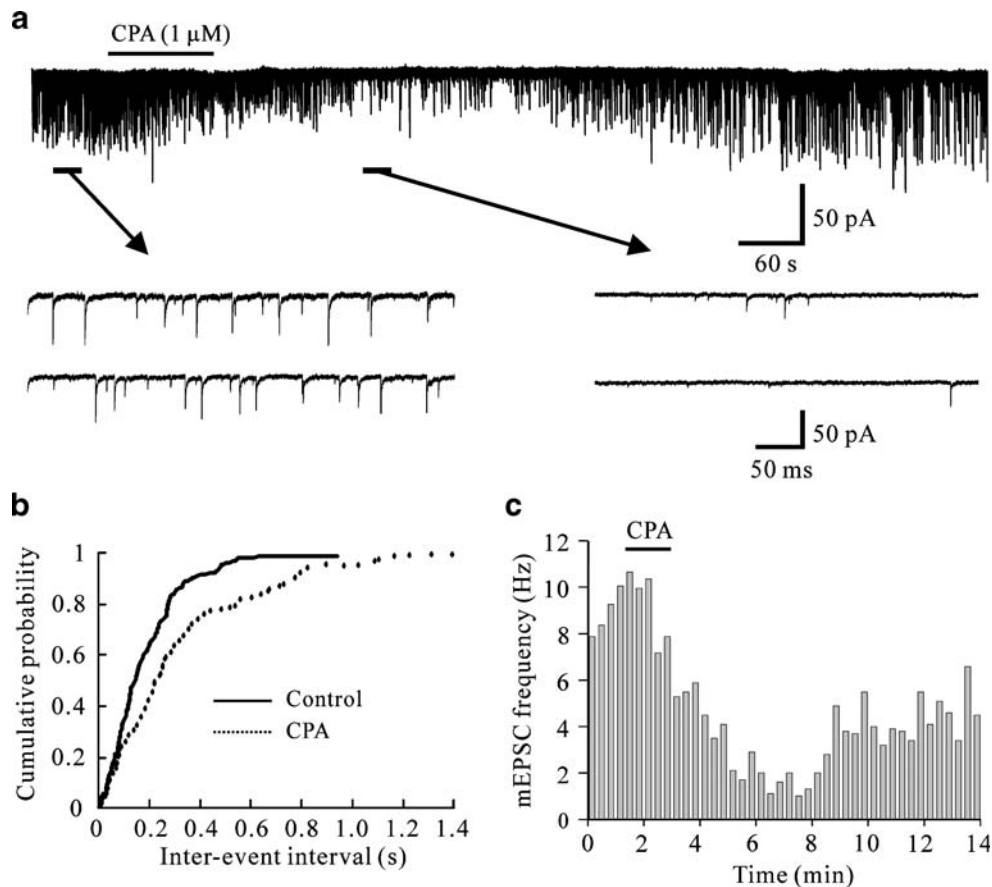 a
CPA (1 μM)
50 pA
60 s
50 pA
50 ms
b
Cumulative probability
1
0.8
0.6
0.4
0.2
0
Control
CPA
0 0.2 0.4 0.6 0.8 1.0 1.2 1.4
Inter-event interval (s)
c
CPA
mEPSC frequency (Hz)
12
10
8
6
4
2
0
0 2 4 6 8 10 12 14
Time (min)